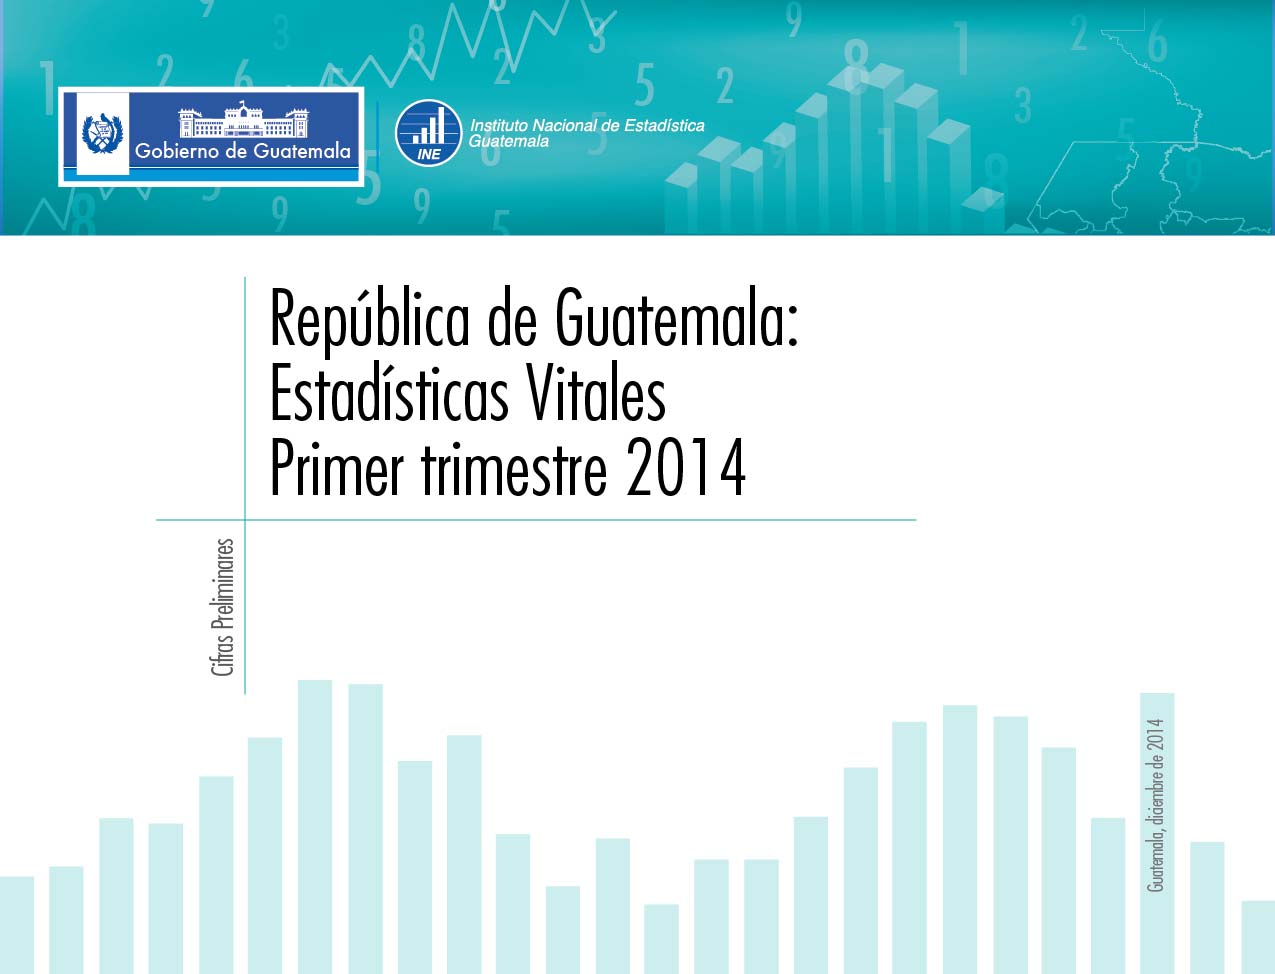 Gobierno de Guatemala
INE
Instituto Nacional de Estadística
Guatemala
República de Guatemala:
Estadísticas Vitales
Primer trimestre 2014
Cifras Preliminares
Guatemala, diciembre de 2014